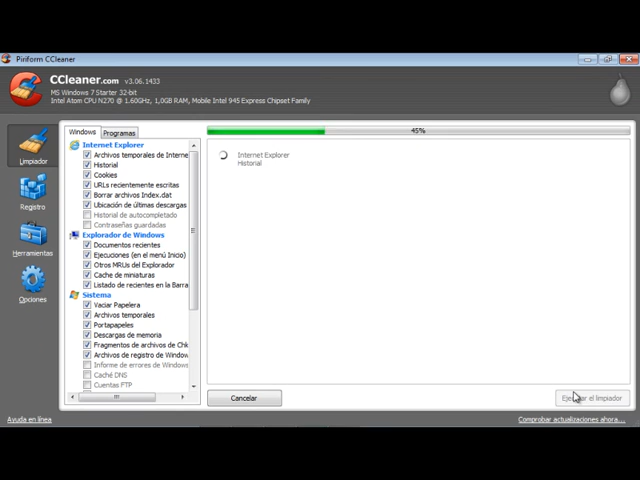 Piriform CCleaner
CCleaner.com v3.06.1433
MS Windows 7 Starter 32-bit
Intel Atom CPU N270 @ 1.60GHz, 1,0GB RAM, Mobile Intel 945 Express Chipset Family
Limpiador
Registro
Herramientas
Opciones
Windows
Programas
Internet Explorer
Archivos temporales de Interne
Historial
Cookies
URLs recientemente escritas
Borrar archivos Index.dat
Ubicación de últimas descargas
Historial de autocompletado
Contraseñas guardadas
Explorador de Windows
Documentos recientes
Ejecuciones (en el menú Inicio)
Otros MRUs del Explorador
Cache de miniaturas
Listado de recientes en la Barra
Sistema
Vaciar Papelera
Archivos temporales
Portapapeles
Descargas de memoria
Fragmentos de archivos de Chk
Archivos de registro de Window
Informe de errores de Windows
Caché DNS
Cuentas FTP
45%
Internet Explorer
Historial
Cancelar
Ejecutar el limpiador
Ayuda en línea
Comprobar actualizaciones ahora...